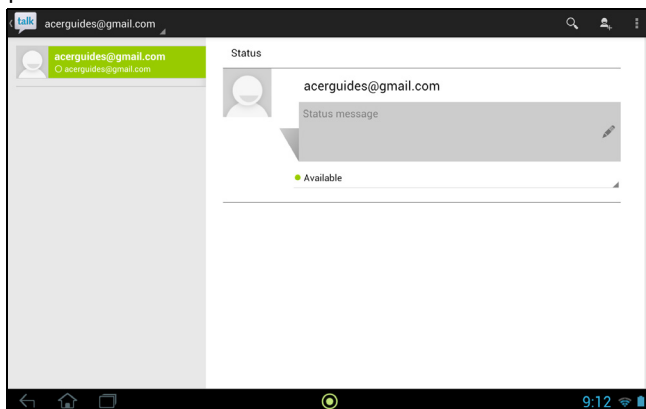 talk acerguides@gmail.com
acerguides@gmail.com
acerguides@gmail.com
Status
acerguides@gmail.com
Status message
Available
9:12